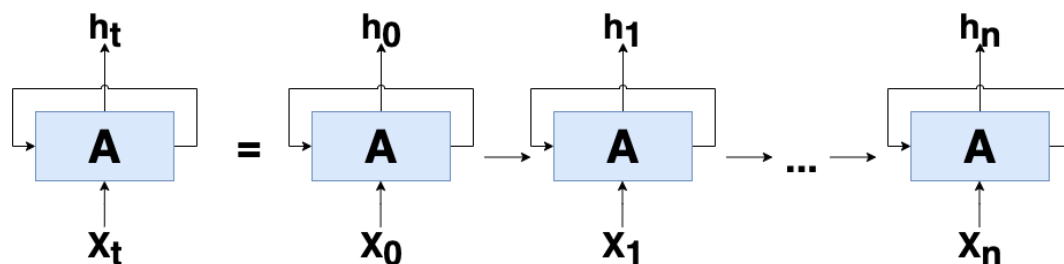 hₜ h₀ h₁ hₙ
A = A A ... A
Xₜ X₀ X₁ Xₙ